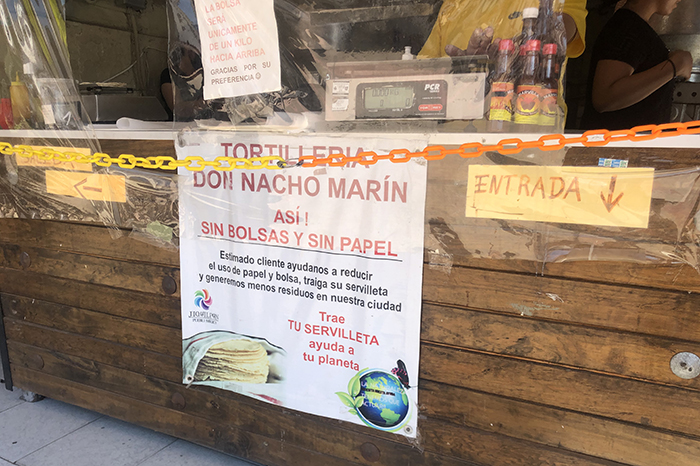 LA BOLSA
SERÁ
UNICAMENTE
DE UN KILO
HACIA ARRIBA
GRACIAS POR
SU PREFERENCIA
PCR
TORTILLERIA
DON NACHO MARÍN
ASÍ !
SIN BOLSAS Y SIN PAPEL
Estimado cliente ayudanos a reducir
el uso de papel y bolsa, traiga su servilleta
y generemos menos residuos en nuestra ciudad
Trae
TU SERVILLETA
ayuda a
tu planeta
ENTRADA